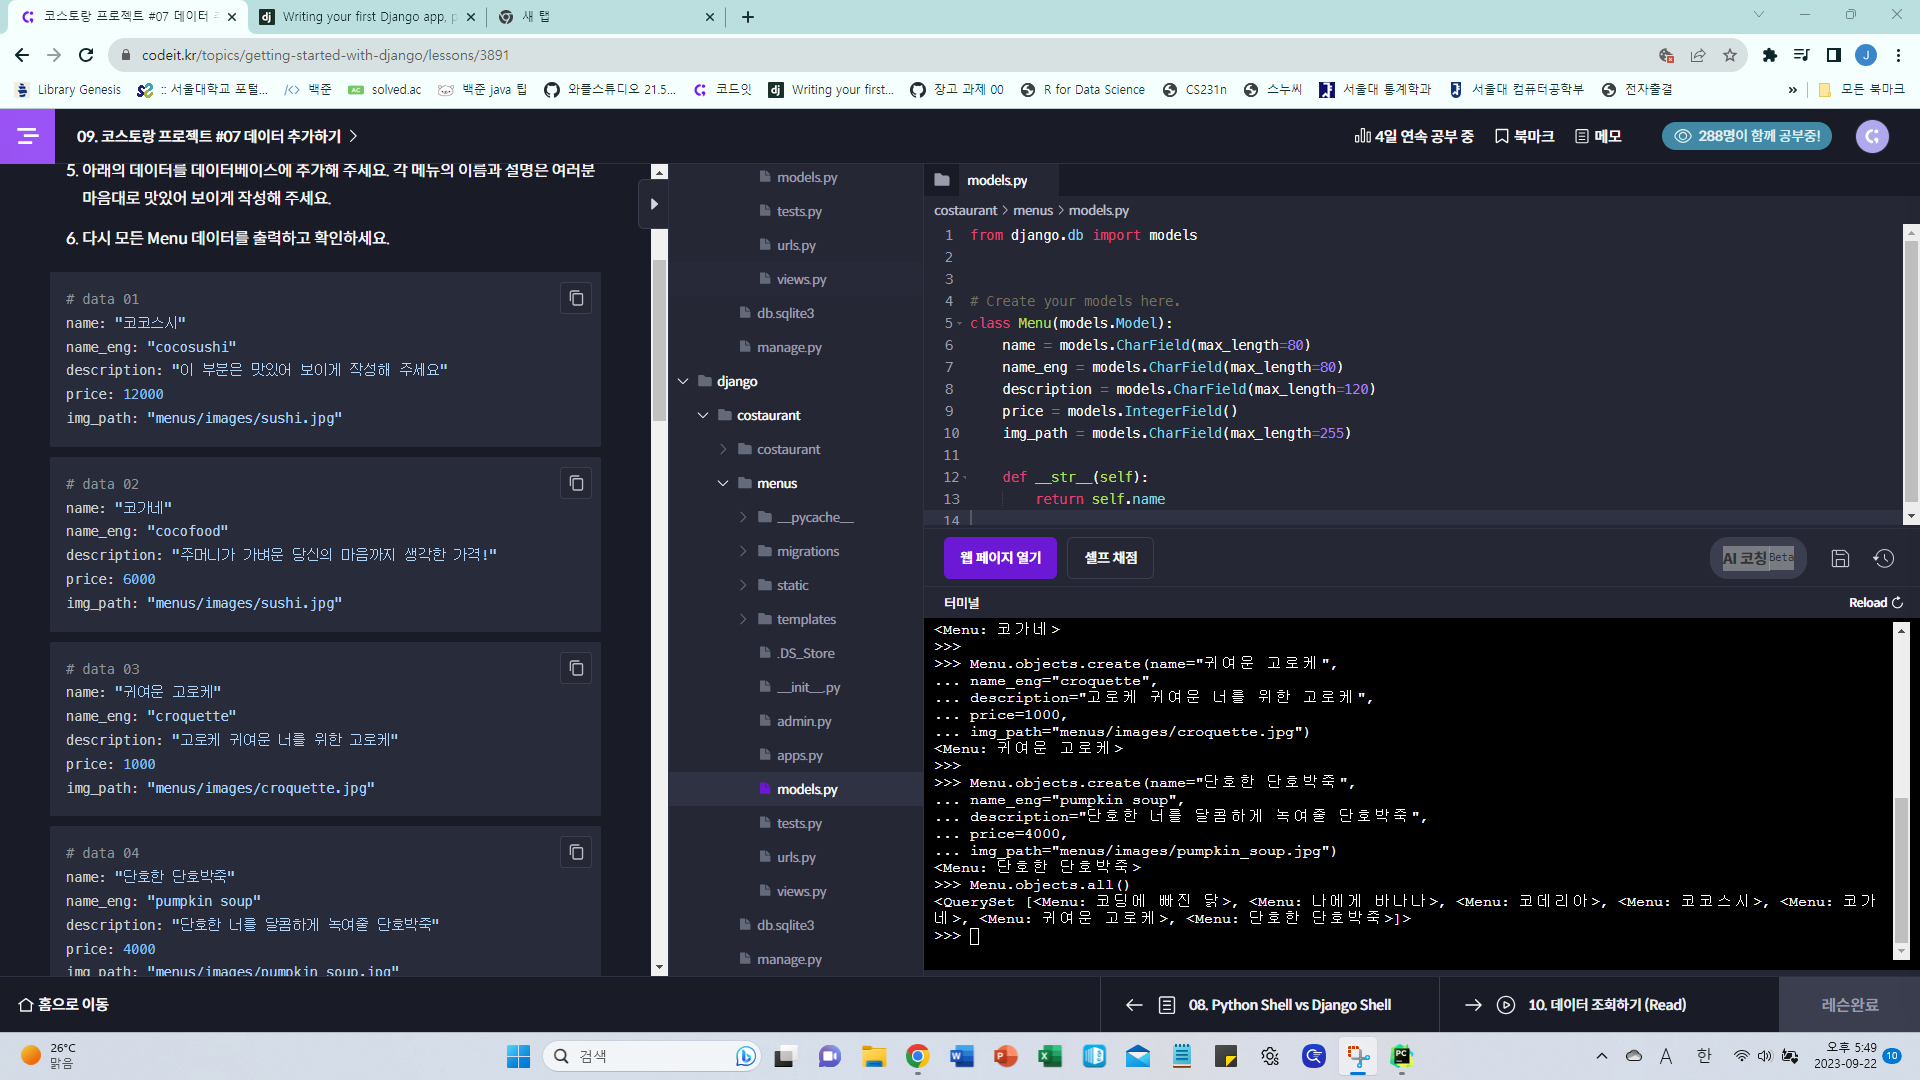 코스토랑 프로젝트 #07 데이터 추
Writing your first Django app, p
새 탭
codeit.kr/topics/getting-started-with-django/lessons/3891
Library Genesis
:: 서울대학교 포털...
백준
solved.ac
백준 java 팁
와플스튜디오 21.5...
코드잇
Writing your first...
장고 과제 00
R for Data Science
CS231n
스누씨
서울대 통계학과
서울대 컴퓨터공학부
전자출결
»
모든 북마크
09. 코스토랑 프로젝트 #07 데이터 추가하기
4일 연속 공부 중
북마크
메모
288명이 함께 공부중!
5. 아래의 데이터를 데이터베이스에 추가해 주세요. 각 메뉴의 이름과 설명은 여러분
마음대로 맛있어 보이게 작성해 주세요.
6. 다시 모든 Menu 데이터를 출력하고 확인하세요.
# data 01
name: "코코스시"
name_eng: "cocosushi"
description: "이 부분은 맛있어 보이게 작성해 주세요"
price: 12000
img_path: "menus/images/sushi.jpg"
# data 02
name: "코가네"
name_eng: "cocofood"
description: "주머니가 가벼운 당신의 마음까지 생각한 가격!"
price: 6000
img_path: "menus/images/sushi.jpg"
# data 03
name: "귀여운 고로케"
name_eng: "croquette"
description: "고로케 귀여운 너를 위한 고로케"
price: 1000
img_path: "menus/images/croquette.jpg"
# data 04
name: "단호한 단호박죽"
name_eng: "pumpkin soup"
description: "단호한 너를 달콤하게 녹여줄 단호박죽"
price: 4000
img_path: "menus/images/pumpkin_soup.jpg"
models.py
tests.py
urls.py
views.py
db.sqlite3
manage.py
django
costaurant
costaurant
menus
__pycache__
migrations
static
templates
.DS_Store
__init__.py
admin.py
apps.py
models.py
tests.py
urls.py
views.py
db.sqlite3
manage.py
models.py
costaurant > menus > models.py
1 from django.db import models
2
3
4 # Create your models here.
5 class Menu(models.Model):
6 name = models.CharField(max_length=80)
7 name_eng = models.CharField(max_length=80)
8 description = models.CharField(max_length=120)
9 price = models.IntegerField()
10 img_path = models.CharField(max_length=255)
11
12 def __str__(self):
13 return self.name
14
웹 페이지 열기
셀프 채점
AI 코칭 Beta
터미널
Reload
<Menu: 코가네>
>>>
>>> Menu.objects.create(name="귀여운 고로케",
... name_eng="croquette",
... description="고로케 귀여운 너를 위한 고로케",
... price=1000,
... img_path="menus/images/croquette.jpg")
<Menu: 귀여운 고로케>
>>>
>>> Menu.objects.create(name="단호한 단호박죽",
... name_eng="pumpkin soup",
... description="단호한 너를 달콤하게 녹여줄 단호박죽",
... price=4000,
... img_path="menus/images/pumpkin_soup.jpg")
<Menu: 단호한 단호박죽>
>>> Menu.objects.all()
<QuerySet [<Menu: 코딩에 빠진 닭>, <Menu: 나에게 바나나>, <Menu: 코데리아>, <Menu: 코코스시>, <Menu: 코가
네>, <Menu: 귀여운 고로케>, <Menu: 단호한 단호박죽>]>
>>>
홈으로 이동
08. Python Shell vs Django Shell
10. 데이터 조회하기 (Read)
레슨완료
26°C
맑음
검색
A
한
오후 5:49
2023-09-22
10